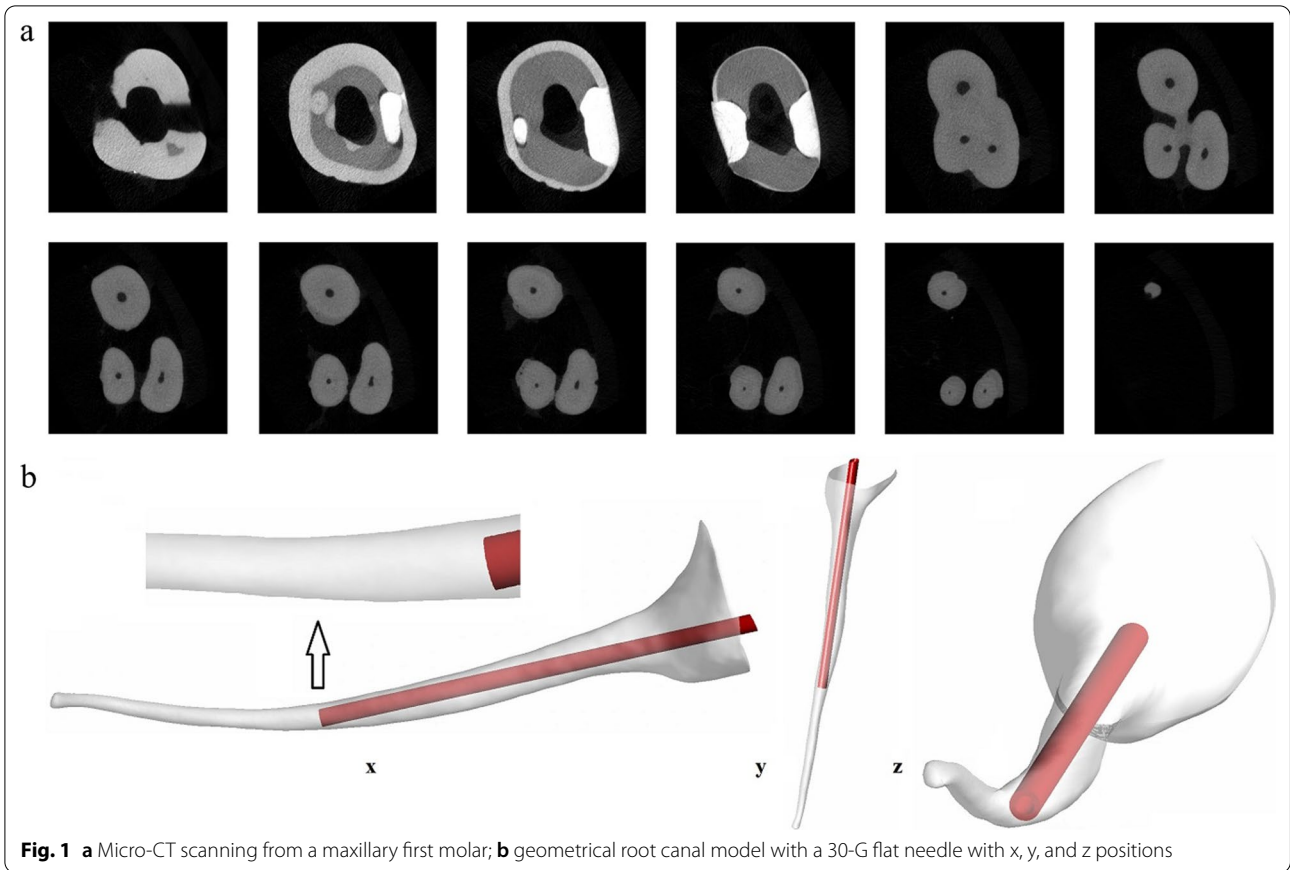 a
b
x
y
z
Fig. 1 a Micro-CT scanning from a maxillary first molar; b geometrical root canal model with a 30-G flat needle with x, y, and z positions